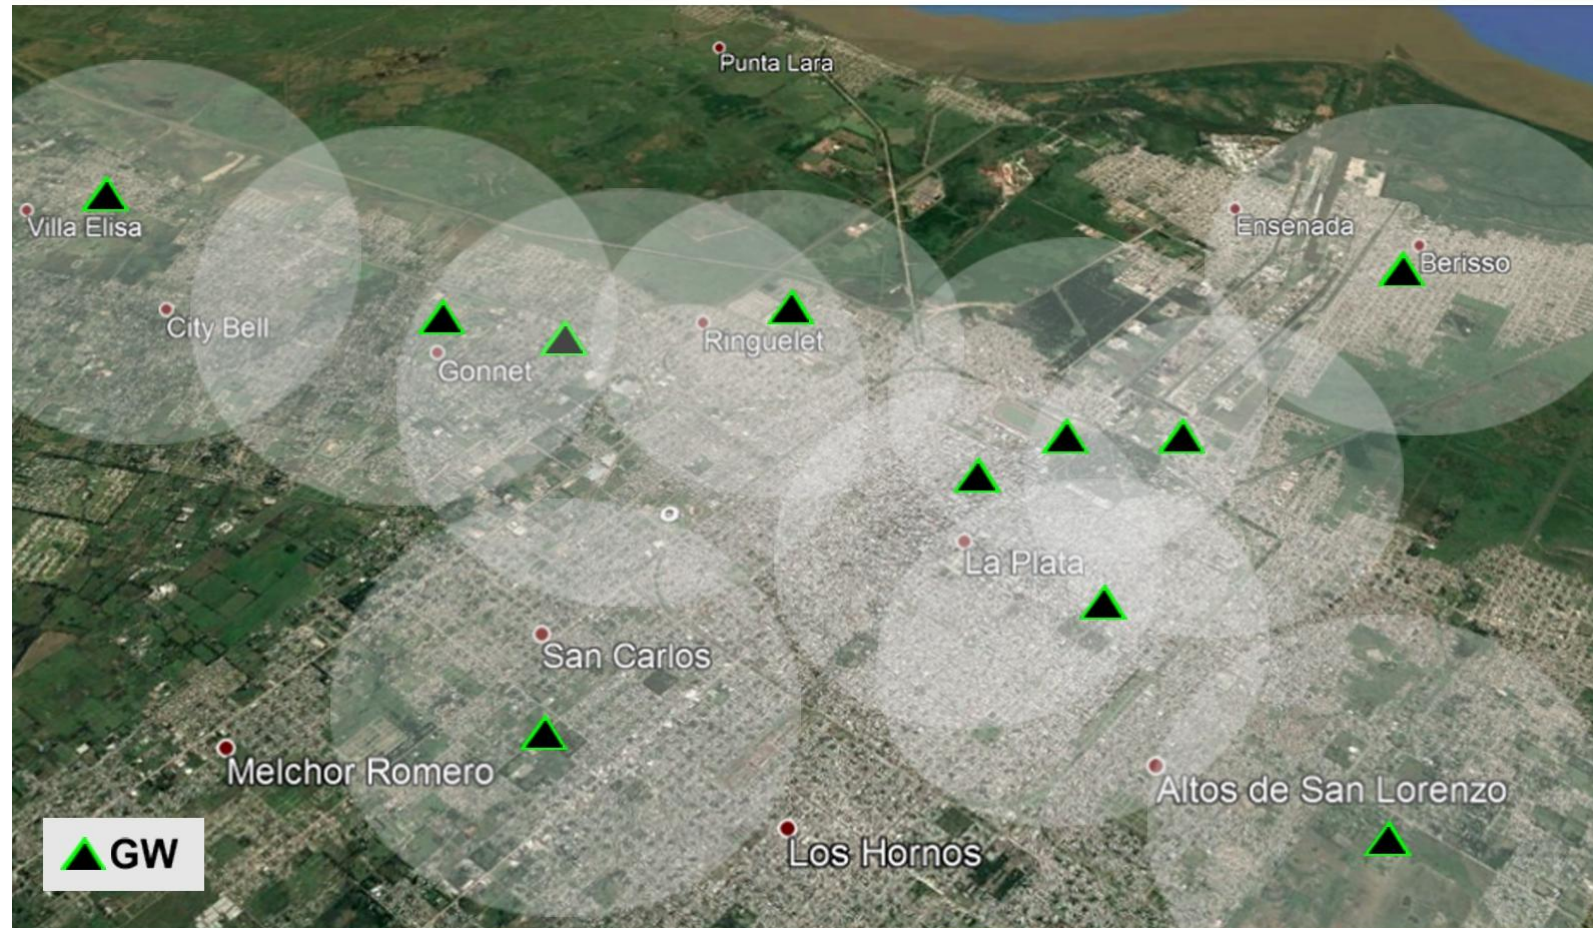 Punta Lara
Villa Elisa
Ensenada
Berisso
City Bell
Ringuelet
Gonnet
La Plata
San Carlos
Melchor Romero
Altos de San Lorenzo
Los Hornos
GW